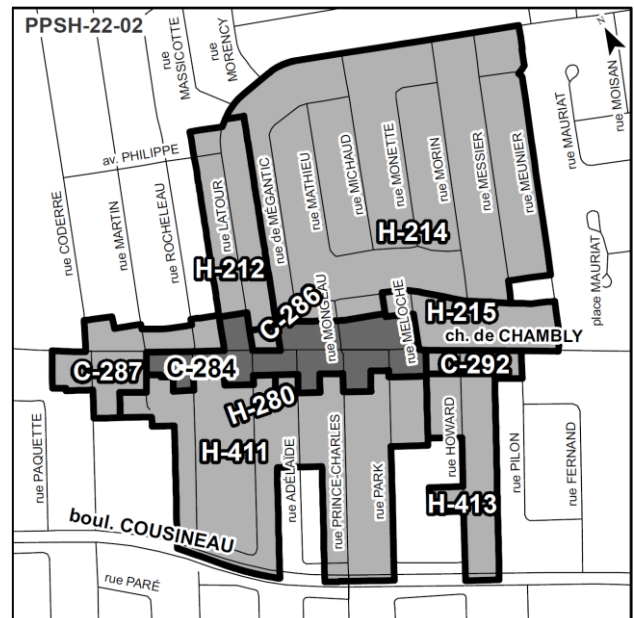 PPSH-22-02
N
rue MASSICOTTE
rue MORENCY
rue MOISAN
rue MAURIAT
av. PHILIPPE
rue CODERRE
rue MARTIN
rue ROCHELEAU
rue LATOUR
rue de MÉGANTIC
rue MATHIEU
rue MICHAUD
rue MONETTE
rue MORIN
rue MESSIER
rue MEUNIER
H-214
H-212
place MAURIAT
C-286
rue MONGEAU
rue MELOCHE
H-215
ch. de CHAMBLY
C-287
C-284
C-292
H-280
H-411
rue PAQUETTE
rue ADÉLAÏDE
rue PRINCE-CHARLES
rue PARK
rue HOWARD
rue PILON
rue FERNAND
H-413
boul. COUSINEAU
rue PARÉ